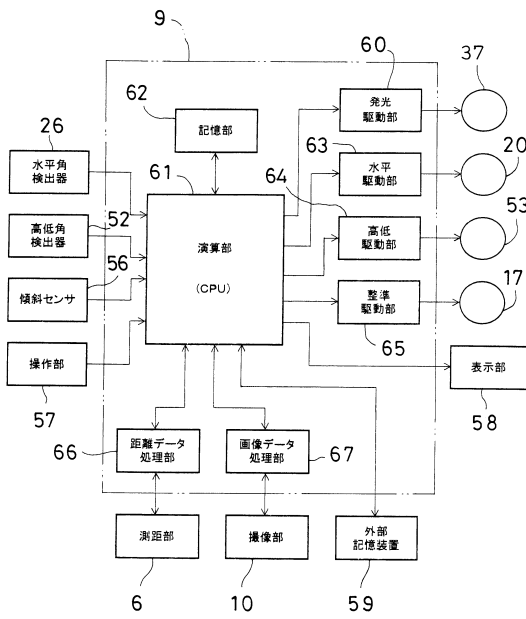 9
60
37
62
発光
駆動部
26
記憶部
63
20
水平角
検出器
61
水平
駆動部
64
52
53
高低角
検出器
演算部
(CPU)
高低
駆動部
56
傾斜センサ
整準
駆動部
17
操作部
65
表示部
57
58
66
距離データ
処理部
画像データ
処理部
67
測距部
撮像部
外部
記憶装置
6
10
59